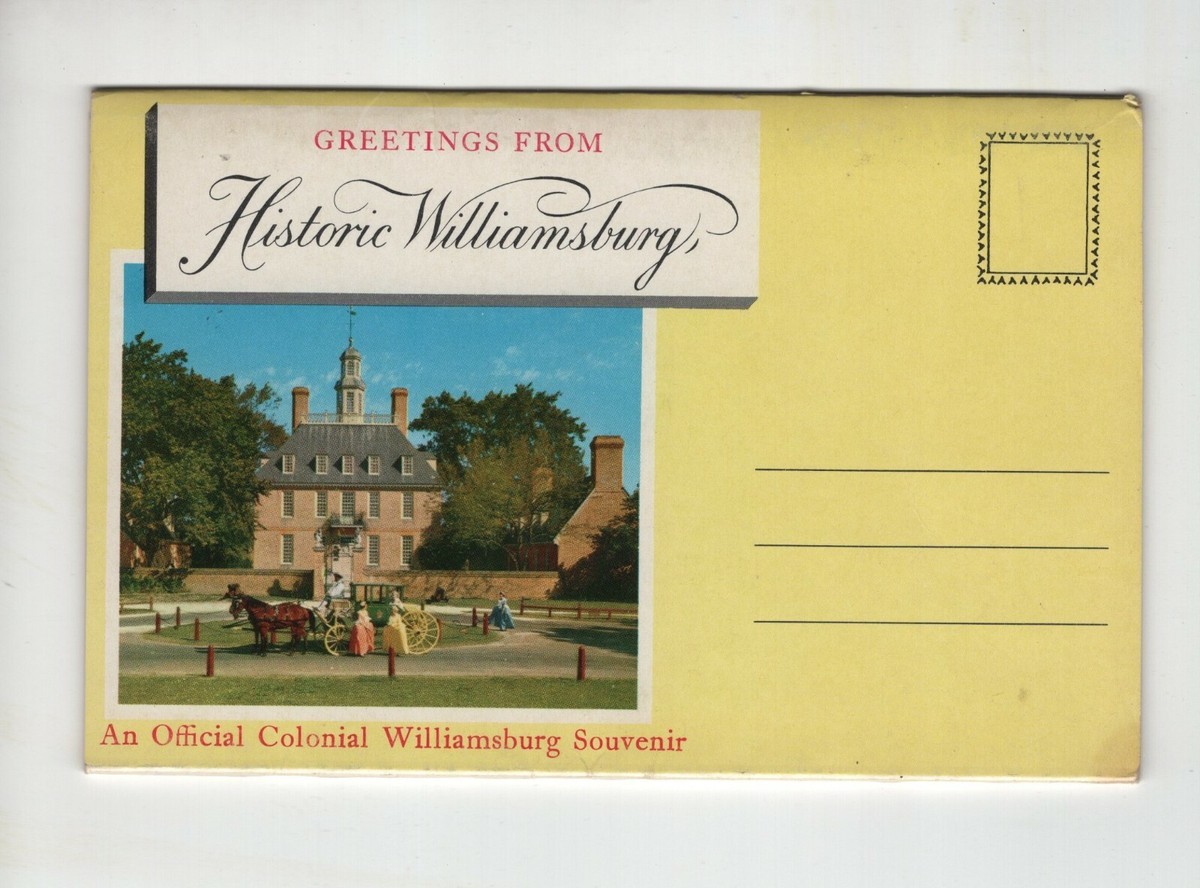 GREETINGS FROM
Historic Williamsburg,
An Official Colonial Williamsburg Souvenir